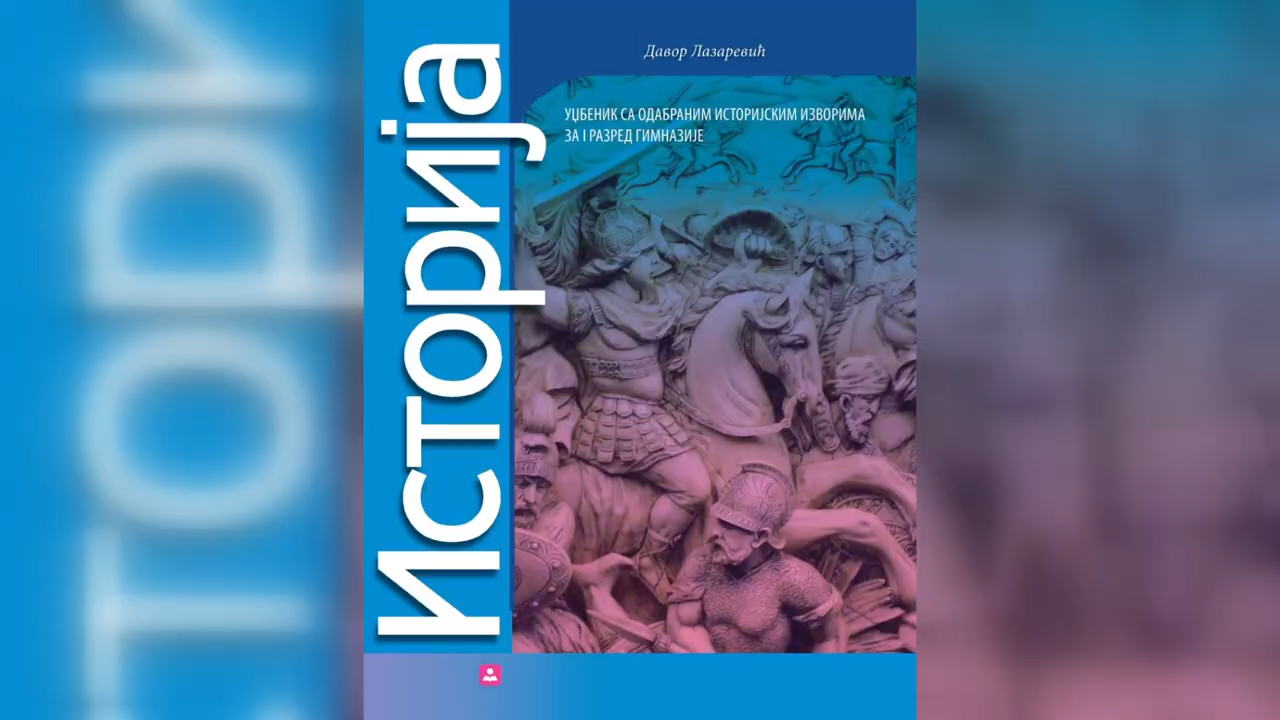 Давор Лазаревић
УЏБЕНИК СА ОДАБРАНИМ ИСТОРИЈСКИМ ИЗВОРИМА
ЗА I РАЗРЕД ГИМНАЗИЈЕ
Историја